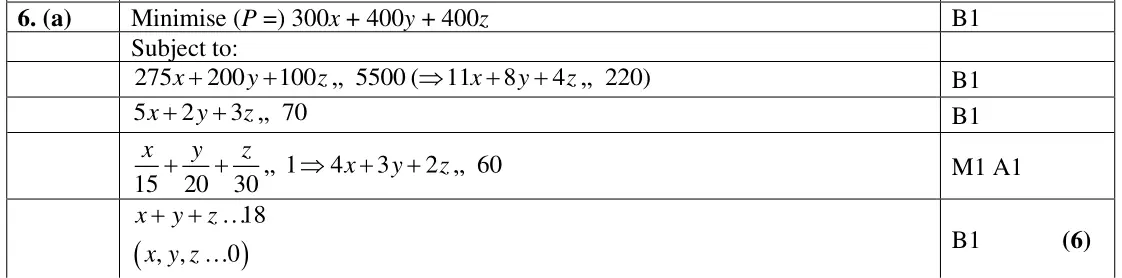 6. (a) Minimise (P =) 300x + 400y + 400z B1
Subject to:
275x + 200y + 100z ,, 5500 (⇒ 11x + 8y + 4z ,, 220) B1
5x + 2y + 3z ,, 70 B1
x/15 + y/20 + z/30 ,, 1 ⇒ 4x + 3y + 2z ,, 60 M1 A1
x + y + z …18
(x, y, z …0) B1 (6)